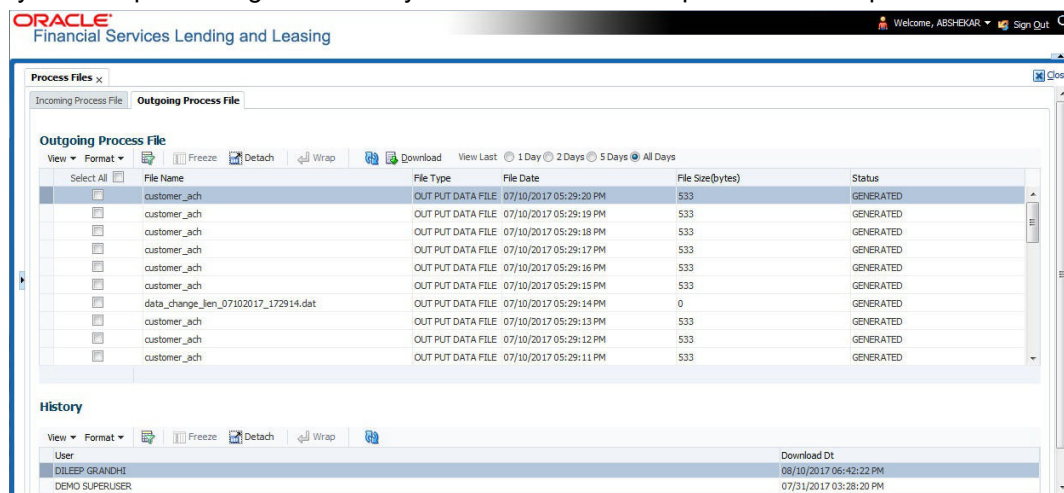 ORACLE
Welcome, ABSHEKAR Sign Out
Financial Services Lending and Leasing
Process Files x Clos
Incoming Process File Outgoing Process File
Outgoing Process File
View Format Freeze Detach Wrap Download View Last 1 Day 2 Days 5 Days All Days
Select All File Name File Type File Date File Size(bytes) Status
customer_ach OUT PUT DATA FILE 07/10/2017 05:29:20 PM 533 GENERATED
customer_ach OUT PUT DATA FILE 07/10/2017 05:29:19 PM 533 GENERATED
customer_ach OUT PUT DATA FILE 07/10/2017 05:29:18 PM 533 GENERATED
customer_ach OUT PUT DATA FILE 07/10/2017 05:29:17 PM 533 GENERATED
customer_ach OUT PUT DATA FILE 07/10/2017 05:29:16 PM 533 GENERATED
customer_ach OUT PUT DATA FILE 07/10/2017 05:29:15 PM 533 GENERATED
data_change_lien_07102017_172914.dat OUT PUT DATA FILE 07/10/2017 05:29:14 PM 0 GENERATED
customer_ach OUT PUT DATA FILE 07/10/2017 05:29:13 PM 533 GENERATED
customer_ach OUT PUT DATA FILE 07/10/2017 05:29:12 PM 533 GENERATED
customer_ach OUT PUT DATA FILE 07/10/2017 05:29:11 PM 533 GENERATED
History
View Format Freeze Detach Wrap
User Download Dt
DILEEP GRANDHI 08/10/2017 06:42:22 PM
DEMO SUPERUSER 07/31/2017 03:28:20 PM